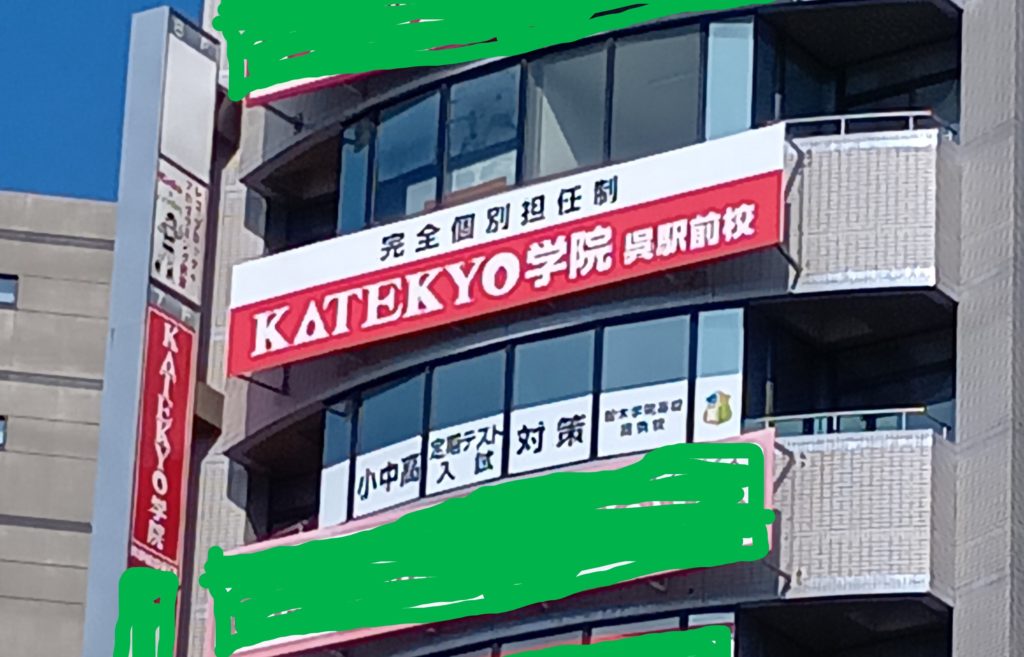 完全個別担任制
KATEKYO学院 呉駅前校
KATEKYO学院
小中高
定期テスト
入試
対策